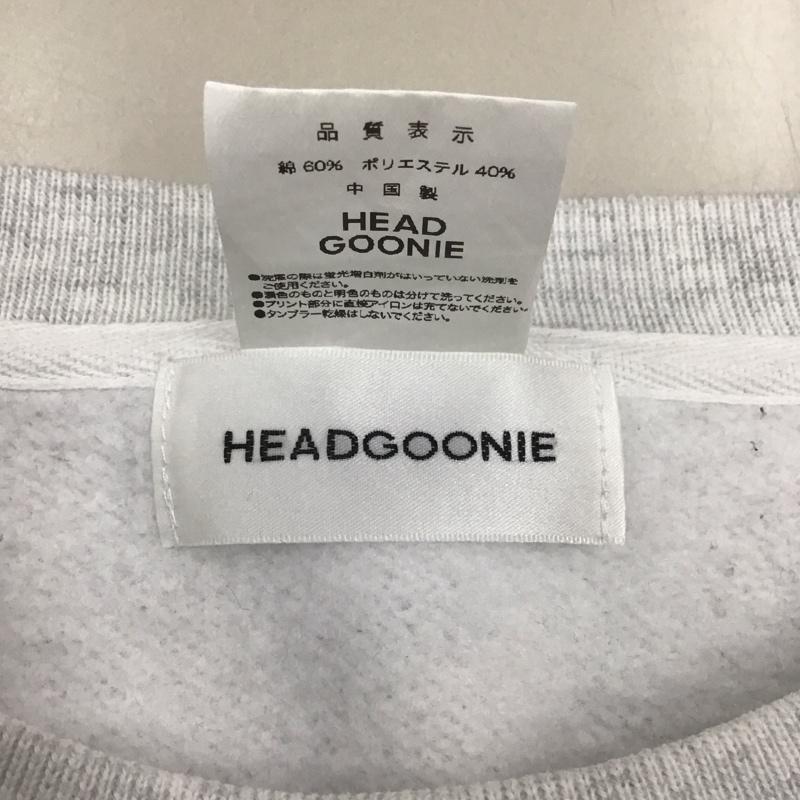 品質表示
綿 60% ポリエステル 40%
中国製
HEAD
GOONIE
●洗濯の際は蛍光増白剤がはいっていない洗剤を
ご使用ください。
●濃色のものと明色のものは分けて洗ってください。
●プリント部分に直接アイロンは充てないでください
●タンブラー乾燥はしないでください。
HEADGOONIE